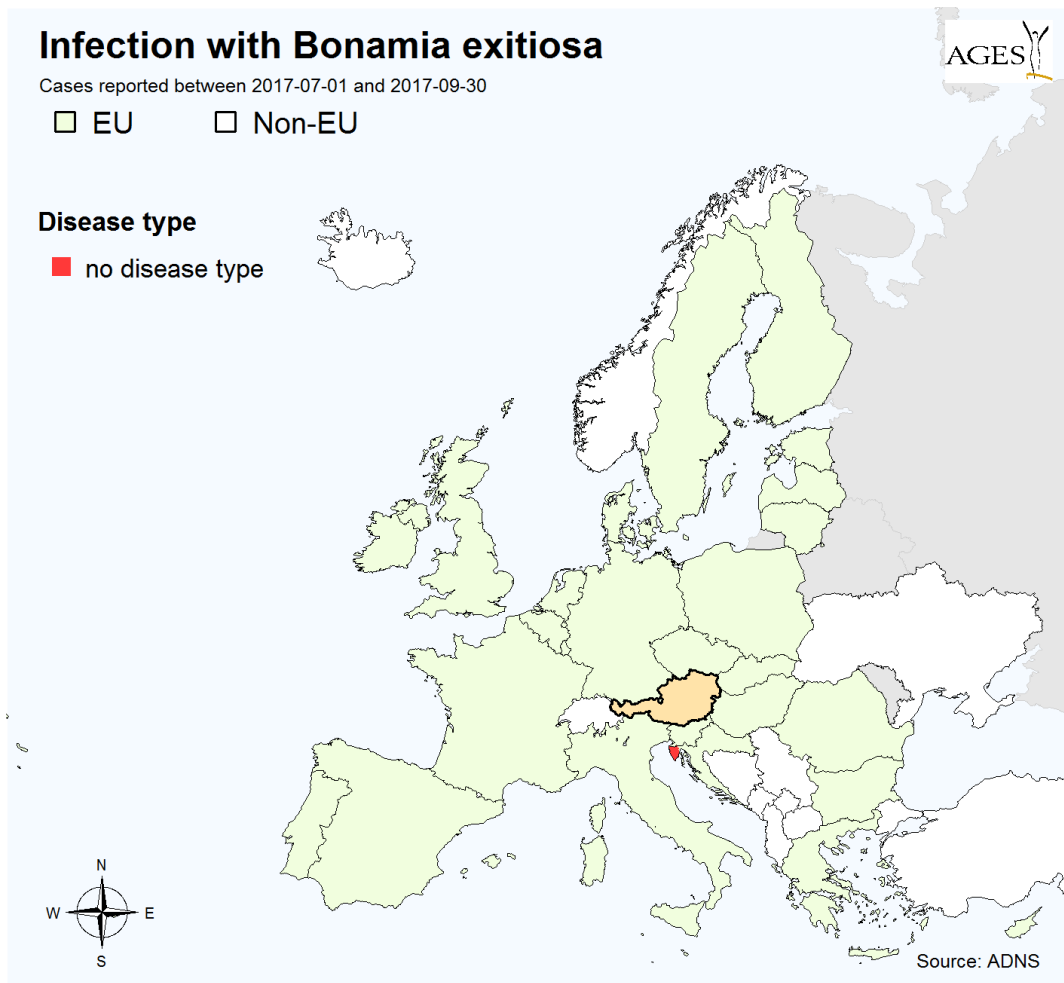 Infection with Bonamia exitiosa
AGES
Cases reported between 2017-07-01 and 2017-09-30
EU
Non-EU
Disease type
no disease type
N
W
E
S
Source: ADNS